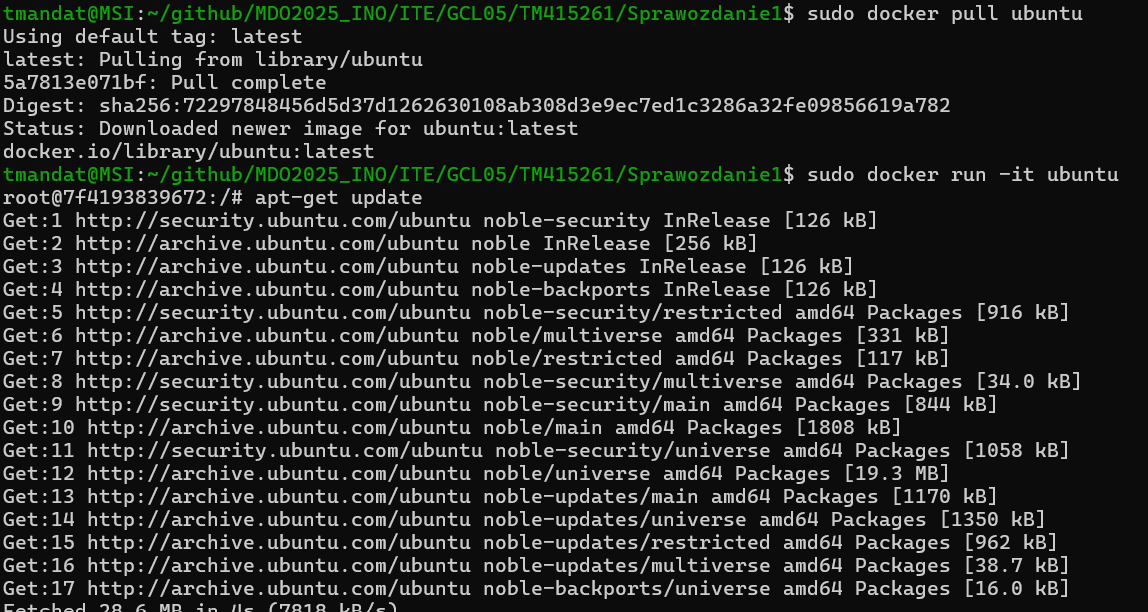 tmandat@MSI:~/github/MDO2025_INO/ITE/GCL05/TM415261/Sprawozdanie1$ sudo docker pull ubuntu
Using default tag: latest
latest: Pulling from library/ubuntu
5a7813e071bf: Pull complete
Digest: sha256:72297848456d5d37d1262630108ab308d3e9ec7ed1c3286a32fe09856619a782
Status: Downloaded newer image for ubuntu:latest
docker.io/library/ubuntu:latest
tmandat@MSI:~/github/MDO2025_INO/ITE/GCL05/TM415261/Sprawozdanie1$ sudo docker run -it ubuntu
root@7f4193839672:/# apt-get update
Get:1 http://security.ubuntu.com/ubuntu noble-security InRelease [126 kB]
Get:2 http://archive.ubuntu.com/ubuntu noble InRelease [256 kB]
Get:3 http://archive.ubuntu.com/ubuntu noble-updates InRelease [126 kB]
Get:4 http://archive.ubuntu.com/ubuntu noble-backports InRelease [126 kB]
Get:5 http://security.ubuntu.com/ubuntu noble-security/restricted amd64 Packages [916 kB]
Get:6 http://archive.ubuntu.com/ubuntu noble/multiverse amd64 Packages [331 kB]
Get:7 http://archive.ubuntu.com/ubuntu noble/restricted amd64 Packages [117 kB]
Get:8 http://security.ubuntu.com/ubuntu noble-security/multiverse amd64 Packages [34.0 kB]
Get:9 http://security.ubuntu.com/ubuntu noble-security/main amd64 Packages [844 kB]
Get:10 http://archive.ubuntu.com/ubuntu noble/main amd64 Packages [1808 kB]
Get:11 http://security.ubuntu.com/ubuntu noble-security/universe amd64 Packages [1058 kB]
Get:12 http://archive.ubuntu.com/ubuntu noble/universe amd64 Packages [19.3 MB]
Get:13 http://archive.ubuntu.com/ubuntu noble-updates/main amd64 Packages [1170 kB]
Get:14 http://archive.ubuntu.com/ubuntu noble-updates/universe amd64 Packages [1350 kB]
Get:15 http://archive.ubuntu.com/ubuntu noble-updates/restricted amd64 Packages [962 kB]
Get:16 http://archive.ubuntu.com/ubuntu noble-updates/multiverse amd64 Packages [38.7 kB]
Get:17 http://archive.ubuntu.com/ubuntu noble-backports/universe amd64 Packages [16.0 kB]
Fetched 28.6 MB in 4s (7818 kB/s)